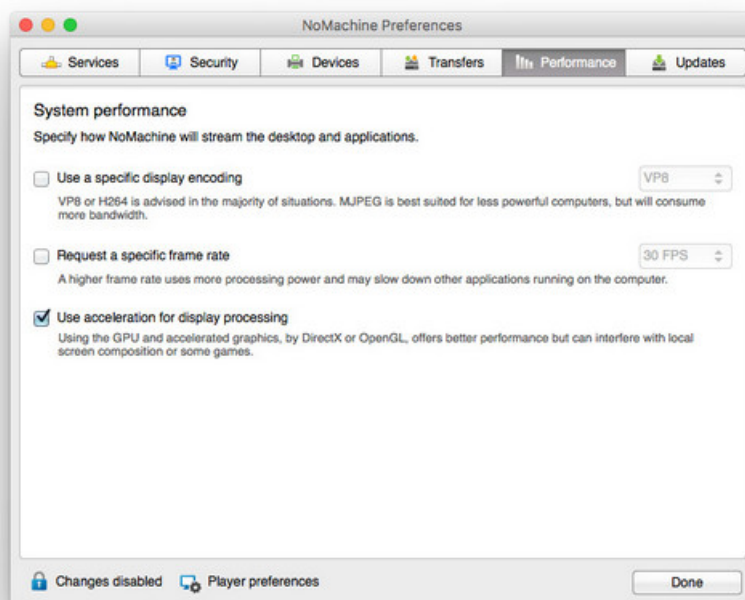 NoMachine Preferences
Services Security Devices Transfers Performance Updates
System performance
Specify how NoMachine will stream the desktop and applications.
Use a specific display encoding VP8
VP8 or H264 is advised in the majority of situations. MJPEG is best suited for less powerful computers, but will consume
more bandwidth.
Request a specific frame rate 30 FPS
A higher frame rate uses more processing power and may slow down other applications running on the computer.
Use acceleration for display processing
Using the GPU and accelerated graphics, by DirectX or OpenGL, offers better performance but can interfere with local
screen composition or some games.
Changes disabled Player preferences Done